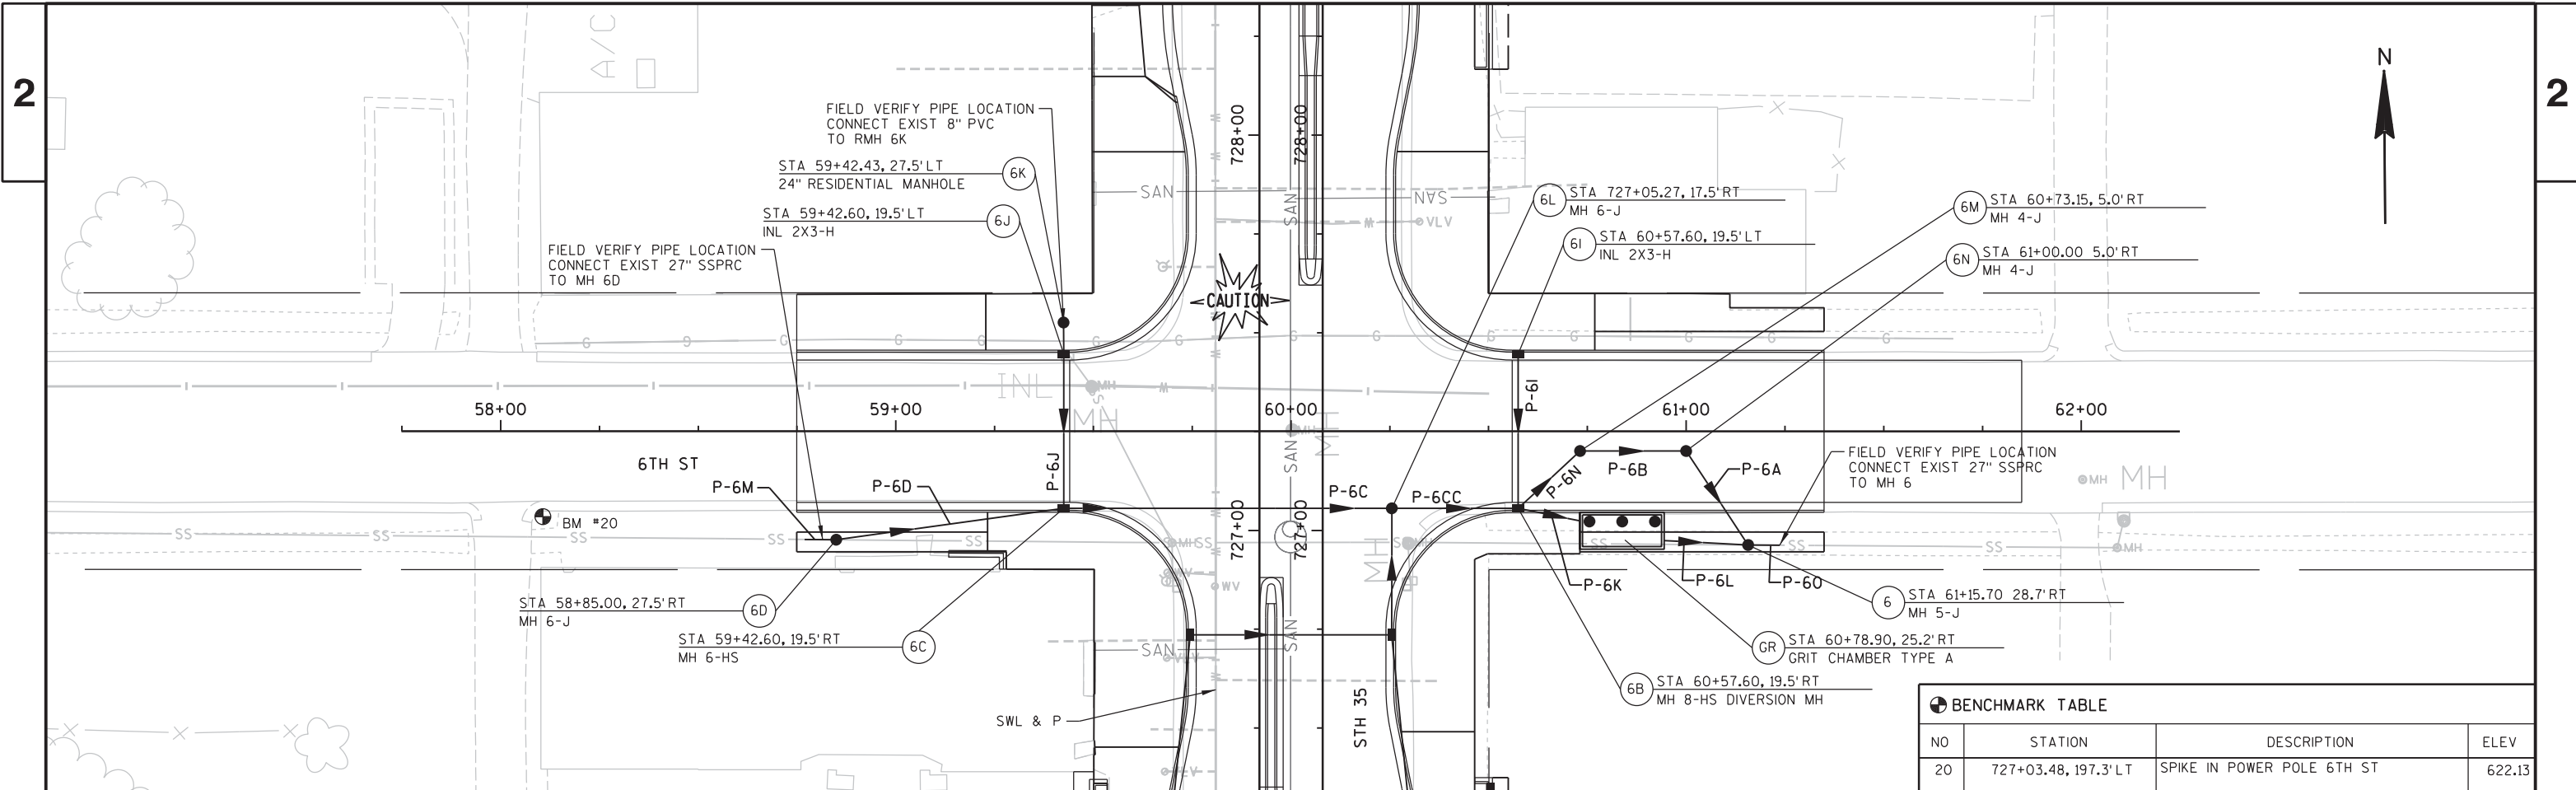 2
2
N
A/C
FIELD VERIFY PIPE LOCATION
CONNECT EXIST 8" PVC
TO RMH 6K
STA 59+42.43, 27.5'LT
24" RESIDENTIAL MANHOLE
6K
STA 59+42.60, 19.5'LT
INL 2X3-H
6J
FIELD VERIFY PIPE LOCATION
CONNECT EXIST 27" SSPRC
TO MH 6D
728+00
728+00
SAN
SAN
SAN
VLV
CAUTION
6L
STA 727+05.27, 17.5'RT
MH 6-J
6I
STA 60+57.60, 19.5'LT
INL 2X3-H
6M
STA 60+73.15, 5.0'RT
MH 4-J
6N
STA 61+00.00 5.0'RT
MH 4-J
G G G G G G G G G G G G
INL
MH
MH
58+00
59+00
60+00
61+00
62+00
MH
MH
P-6J
P-6I
SAN
6TH ST
P-6M
P-6D
P-6C
P-6CC
P-6N
P-6B
P-6A
FIELD VERIFY PIPE LOCATION
CONNECT EXIST 27" SSPRC
TO MH 6
MH
MH
BM #20
SS SS SS SS SS
MH
SS
727+00
727+00
MH
MH
SS
SS
SS
MH
WV
WV
P-6K
P-6L
P-6O
STA 58+85.00, 27.5'RT
MH 6-J
6D
STA 59+42.60, 19.5'RT
MH 6-HS
6C
SAN
SAN
VLV
6
STA 61+15.70 28.7'RT
MH 5-J
GR
STA 60+78.90, 25.2'RT
GRIT CHAMBER TYPE A
6B
STA 60+57.60, 19.5'RT
MH 8-HS DIVERSION MH
SWL & P
STH 35
VLV
BENCHMARK TABLE
NO STATION DESCRIPTION ELEV
20 727+03.48, 197.3'LT SPIKE IN POWER POLE 6TH ST 622.13